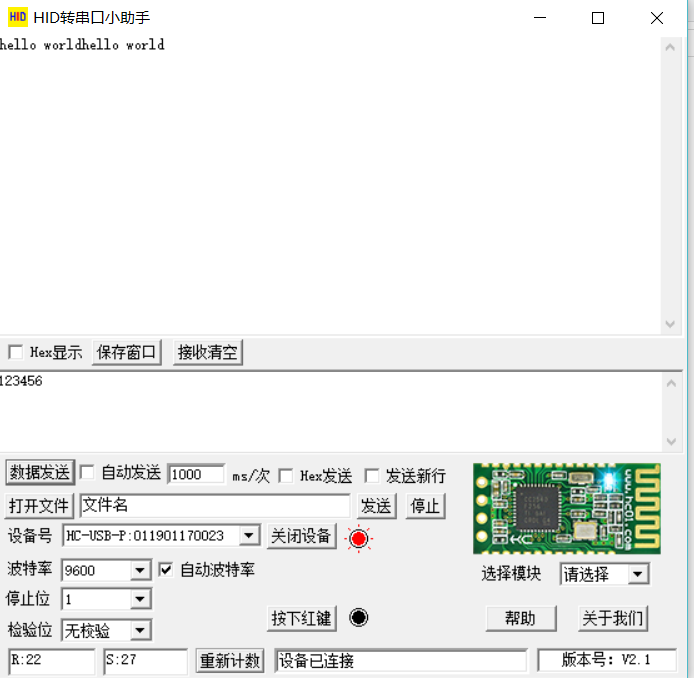 HID HID转串口小助手
hello worldhello world
Hex显示 保存窗口 接收清空
123456
数据发送 自动发送 1000 ms/次 Hex发送 发送新行
打开文件 文件名 发送 停止
设备号 HC-USB-P:011901170023 关闭设备
波特率 9600 自动波特率 选择模块 请选择
停止位 1
按下红键 帮助 关于我们
检验位 无校验
R:22 S:27 重新计数 设备已连接 版本号: V2.1